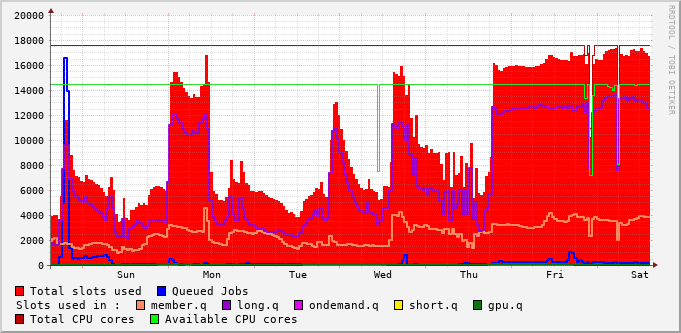 RRDTOOL / TOBI OETIKER
20000
18000
16000
14000
12000
10000
8000
6000
4000
2000
0
Sun Mon Tue Wed Thu Fri Sat
Total slots used Queued Jobs
Slots used in : member.q long.q ondemand.q short.q gpu.q
Total CPU cores Available CPU cores